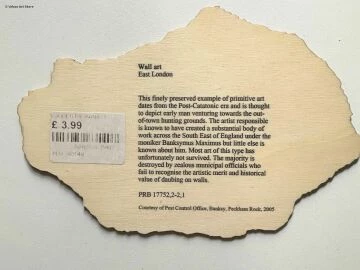 © Urban Art Store
Wall art
East London
This finely preserved example of primitive art
dates from the Post-Catatonic era and is thought
to depict early man venturing towards the out-
of-town hunting grounds. The artist responsible
is known to have created a substantial body of
work across the South East of England under the
moniker Banksymus Maximus but little else is
known about him. Most art of this type has
unfortunately not survived. The majority is
destroyed by zealous municipal officials who
fail to recognise the artistic merit and historical
value of daubing on walls.
PRB 17752,2-2,1
Courtesy of Pest Control Office, Banksy, Peckham Rock, 2005
£ 3.99